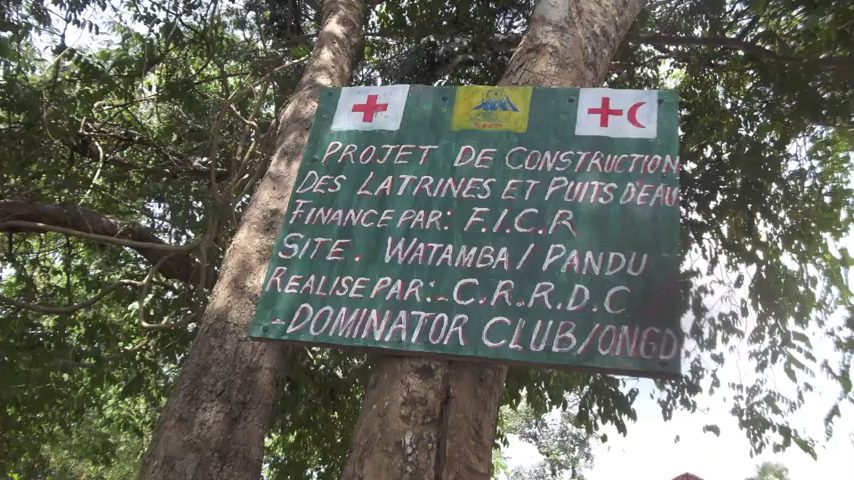 PROJET DE CONSTRUCTION
DES LATRINES ET PUITS D'EAU
FINANCE PAR: F.I.C.R
SITE. WATAMBA / PANDU
REALISE PAR:- C.R.R.D.C
- DOMINATOR CLUB/ONGD